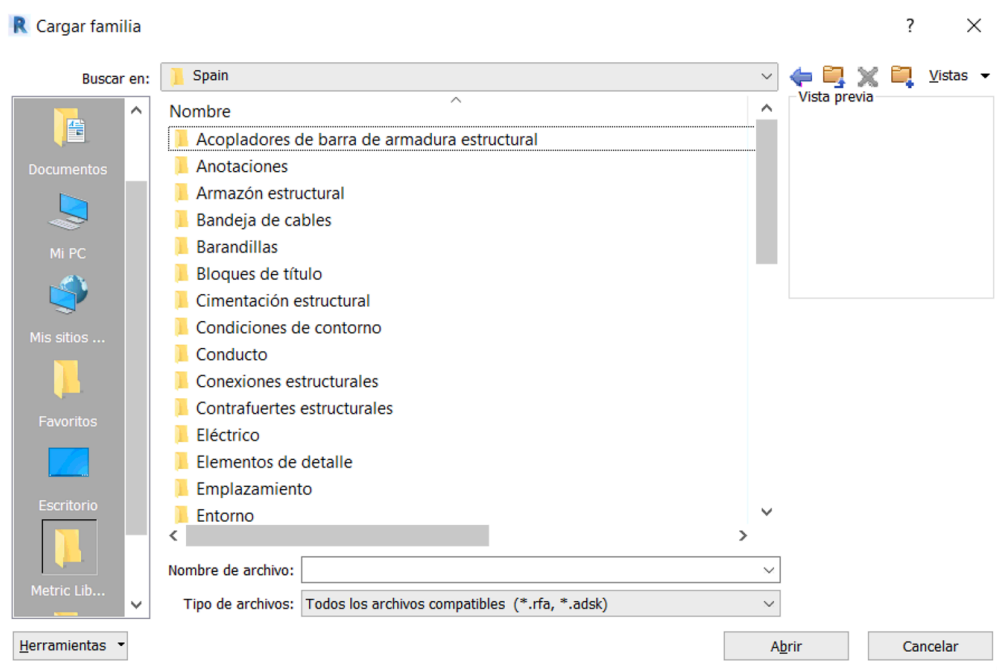 R Cargar familia ?
Buscar en: Spain
Vistas
Vista previa
Documentos
Mi PC
Mis sitios ...
Favoritos
Escritorio
Metric Lib...
Nombre
Acopladores de barra de armadura estructural
Anotaciones
Armazón estructural
Bandeja de cables
Barandillas
Bloques de título
Cimentación estructural
Condiciones de contorno
Conducto
Conexiones estructurales
Contrafuertes estructurales
Eléctrico
Elementos de detalle
Emplazamiento
Entorno
Nombre de archivo:
Tipo de archivos: Todos los archivos compatibles (*.rfa, *.adsk)
Herramientas
Abrir
Cancelar